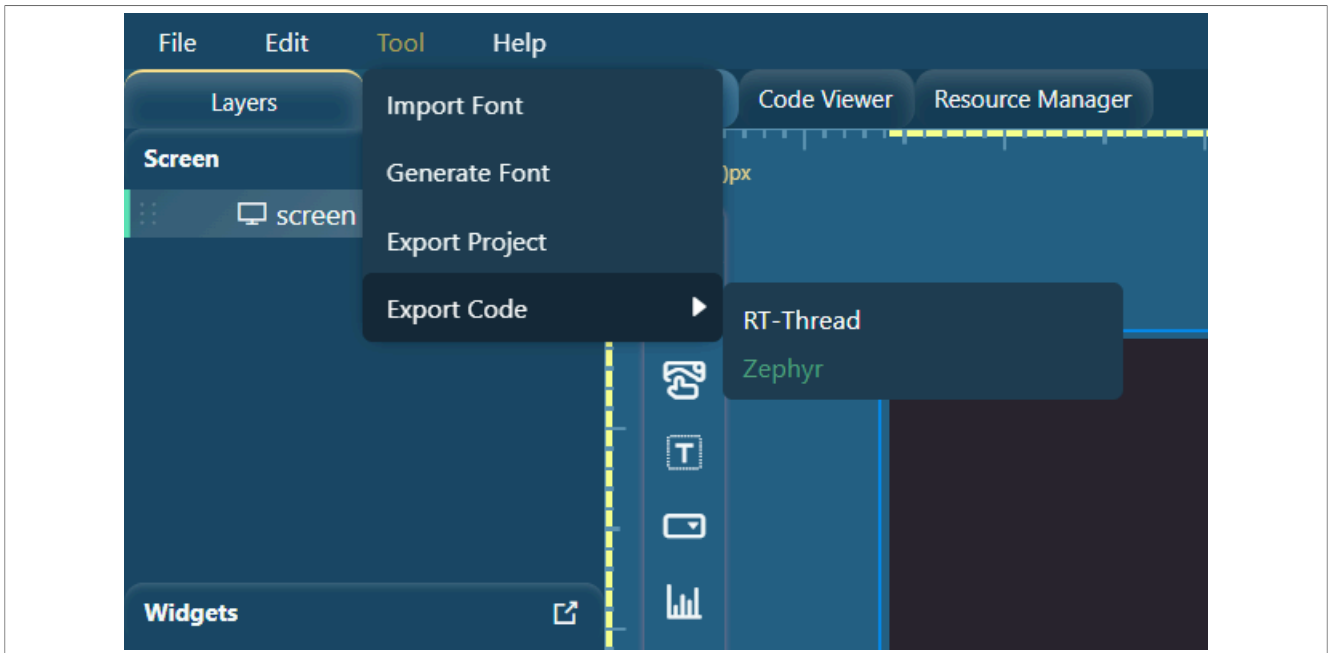 File Edit Tool Help
Layers Code Viewer Resource Manager
Import Font
Screen
Generate Font
px
screen
Export Project
Export Code
RT-Thread
Zephyr
T
Widgets